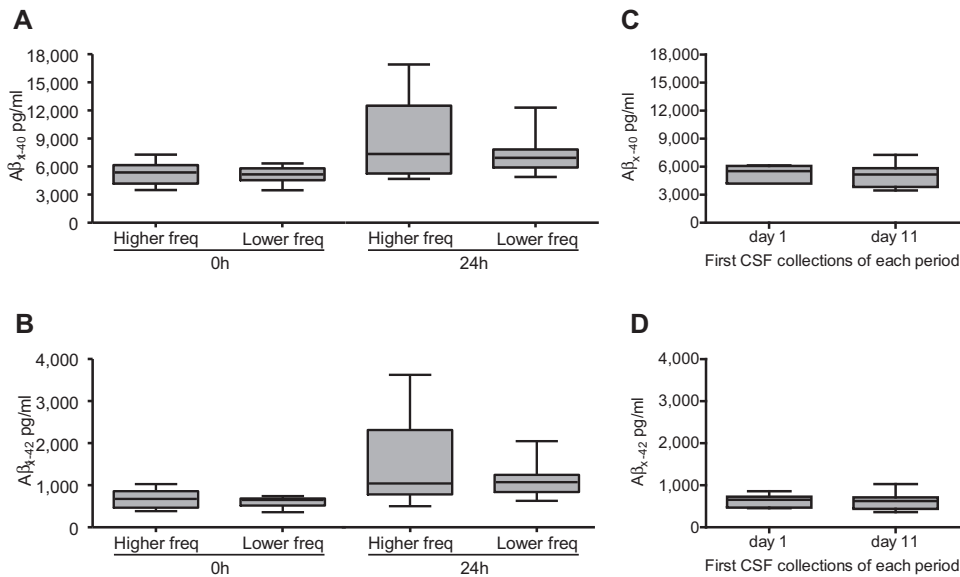 A
Aβx-40 pg/ml
18,000
15,000
12,000
9,000
6,000
3,000
0
Higher freq Lower freq Higher freq Lower freq
0h 24h
C
Aβx-40 pg/ml
18,000
15,000
12,000
9,000
6,000
3,000
0
day 1 day 11
First CSF collections of each period
B
Aβx-42 pg/ml
4,000
3,000
2,000
1,000
0
Higher freq Lower freq Higher freq Lower freq
0h 24h
D
Aβx-42 pg/ml
4,000
3,000
2,000
1,000
0
day 1 day 11
First CSF collections of each period